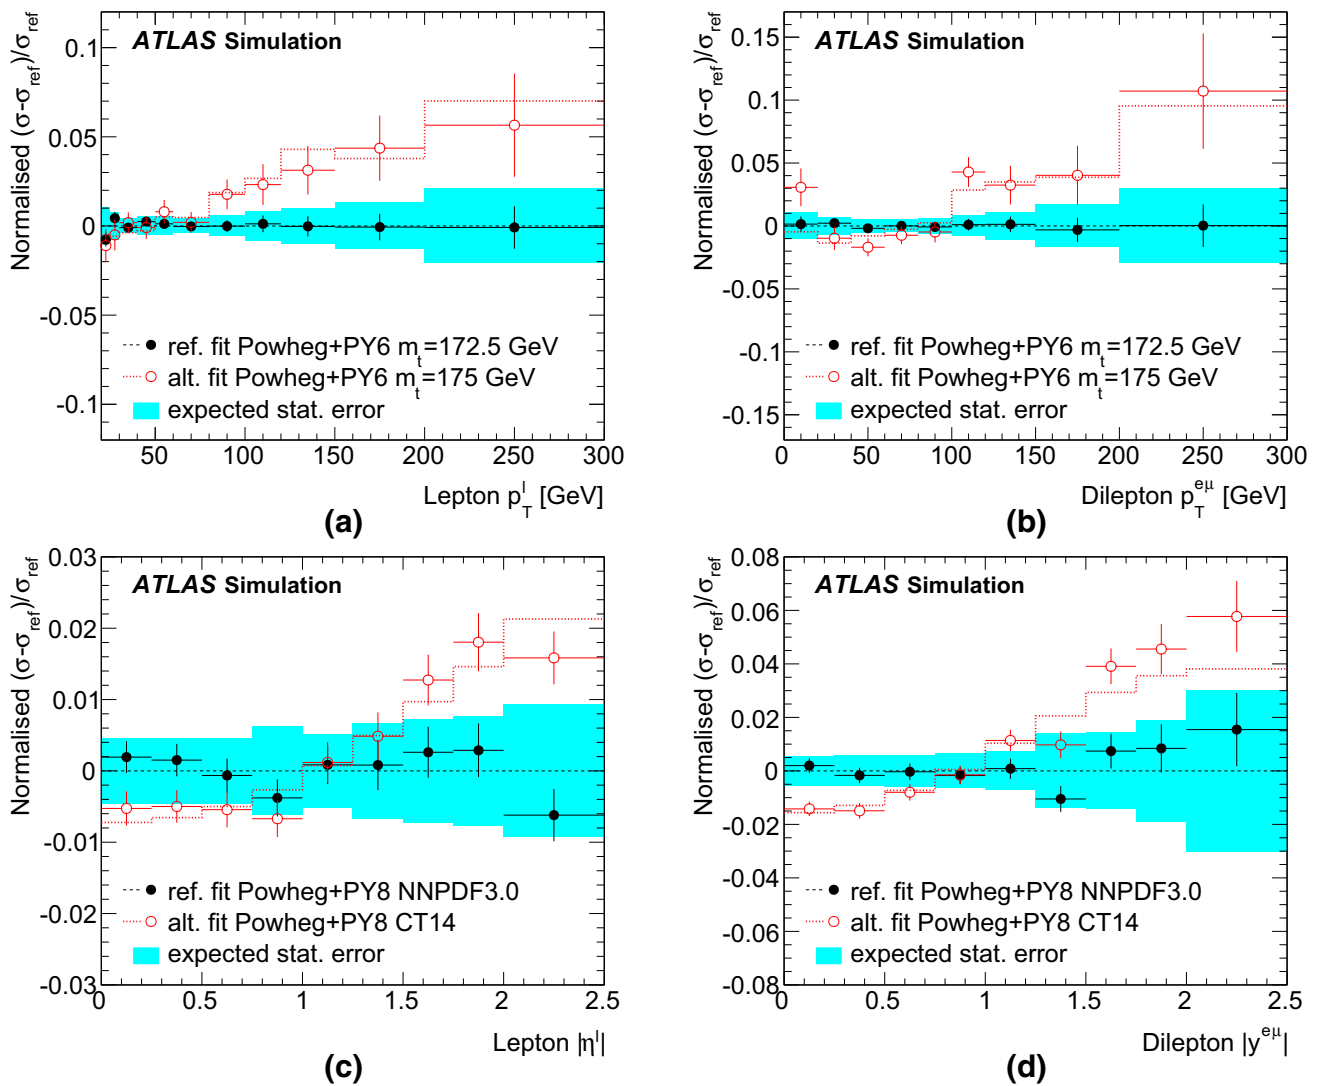 Normalised (σ-σref)/σref
ATLAS Simulation
0.1
0.05
0
-0.05
-0.1
ref. fit Powheg+PY6 mt=172.5 GeV
alt. fit Powheg+PY6 mt=175 GeV
expected stat. error
50 100 150 200 250 300
Lepton pTl [GeV]
(a)
Normalised (σ-σref)/σref
ATLAS Simulation
0.15
0.1
0.05
0
-0.05
-0.1
-0.15
ref. fit Powheg+PY6 mt=172.5 GeV
alt. fit Powheg+PY6 mt=175 GeV
expected stat. error
0 50 100 150 200 250 300
Dilepton pTeμ [GeV]
(b)
Normalised (σ-σref)/σref
ATLAS Simulation
0.03
0.02
0.01
0
-0.01
-0.02
-0.03
ref. fit Powheg+PY8 NNPDF3.0
alt. fit Powheg+PY8 CT14
expected stat. error
0 0.5 1 1.5 2 2.5
Lepton |ηl|
(c)
Normalised (σ-σref)/σref
ATLAS Simulation
0.08
0.06
0.04
0.02
0
-0.02
-0.04
-0.06
-0.08
ref. fit Powheg+PY8 NNPDF3.0
alt. fit Powheg+PY8 CT14
expected stat. error
0 0.5 1 1.5 2 2.5
Dilepton |yeμ|
(d)